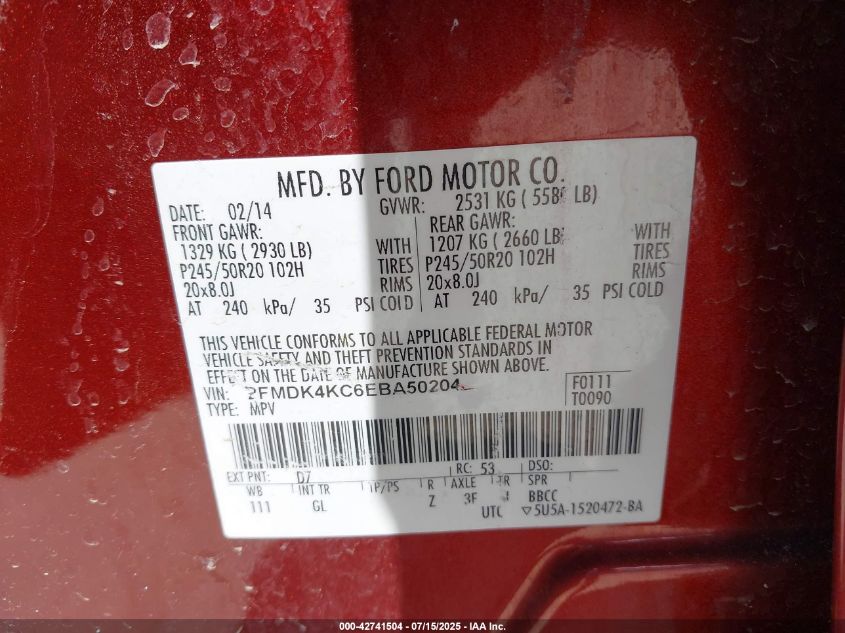 MFD. BY FORD MOTOR CO.
DATE: 02/14 GVWR: 2531 KG ( LB)
FRONT GAWR: REAR GAWR:
1329 KG ( 2930 LB) WITH 1207 KG ( 2660 LB WITH
P245/50R20 102H TIRES P245/50R20 102H TIRES
20x8.0J RIMS 20x8.0J RIMS
AT 240 kPa/ 35 PSI COLD AT 240 kPa/ 35 PSI COLD
THIS VEHICLE CONFORMS TO ALL APPLICABLE FEDERAL MOTOR
VEHICLE SAFETY AND THEFT PREVENTION STANDARDS IN
EFFECT ON THE DATE OF MANUFACTURE SHOWN ABOVE.
VIN: FMDK4KC6EBA50204 F0111
TYPE: MPV T0090
EXT PNT: D7 RC: 53 DSO:
WB INT TR TP/PS R AXLE TR SPR
111 GL Z 3F BBCC
UTC ▽5U5A-1520472-BA
000-42741504 - 07/15/2025 - IAA Inc.